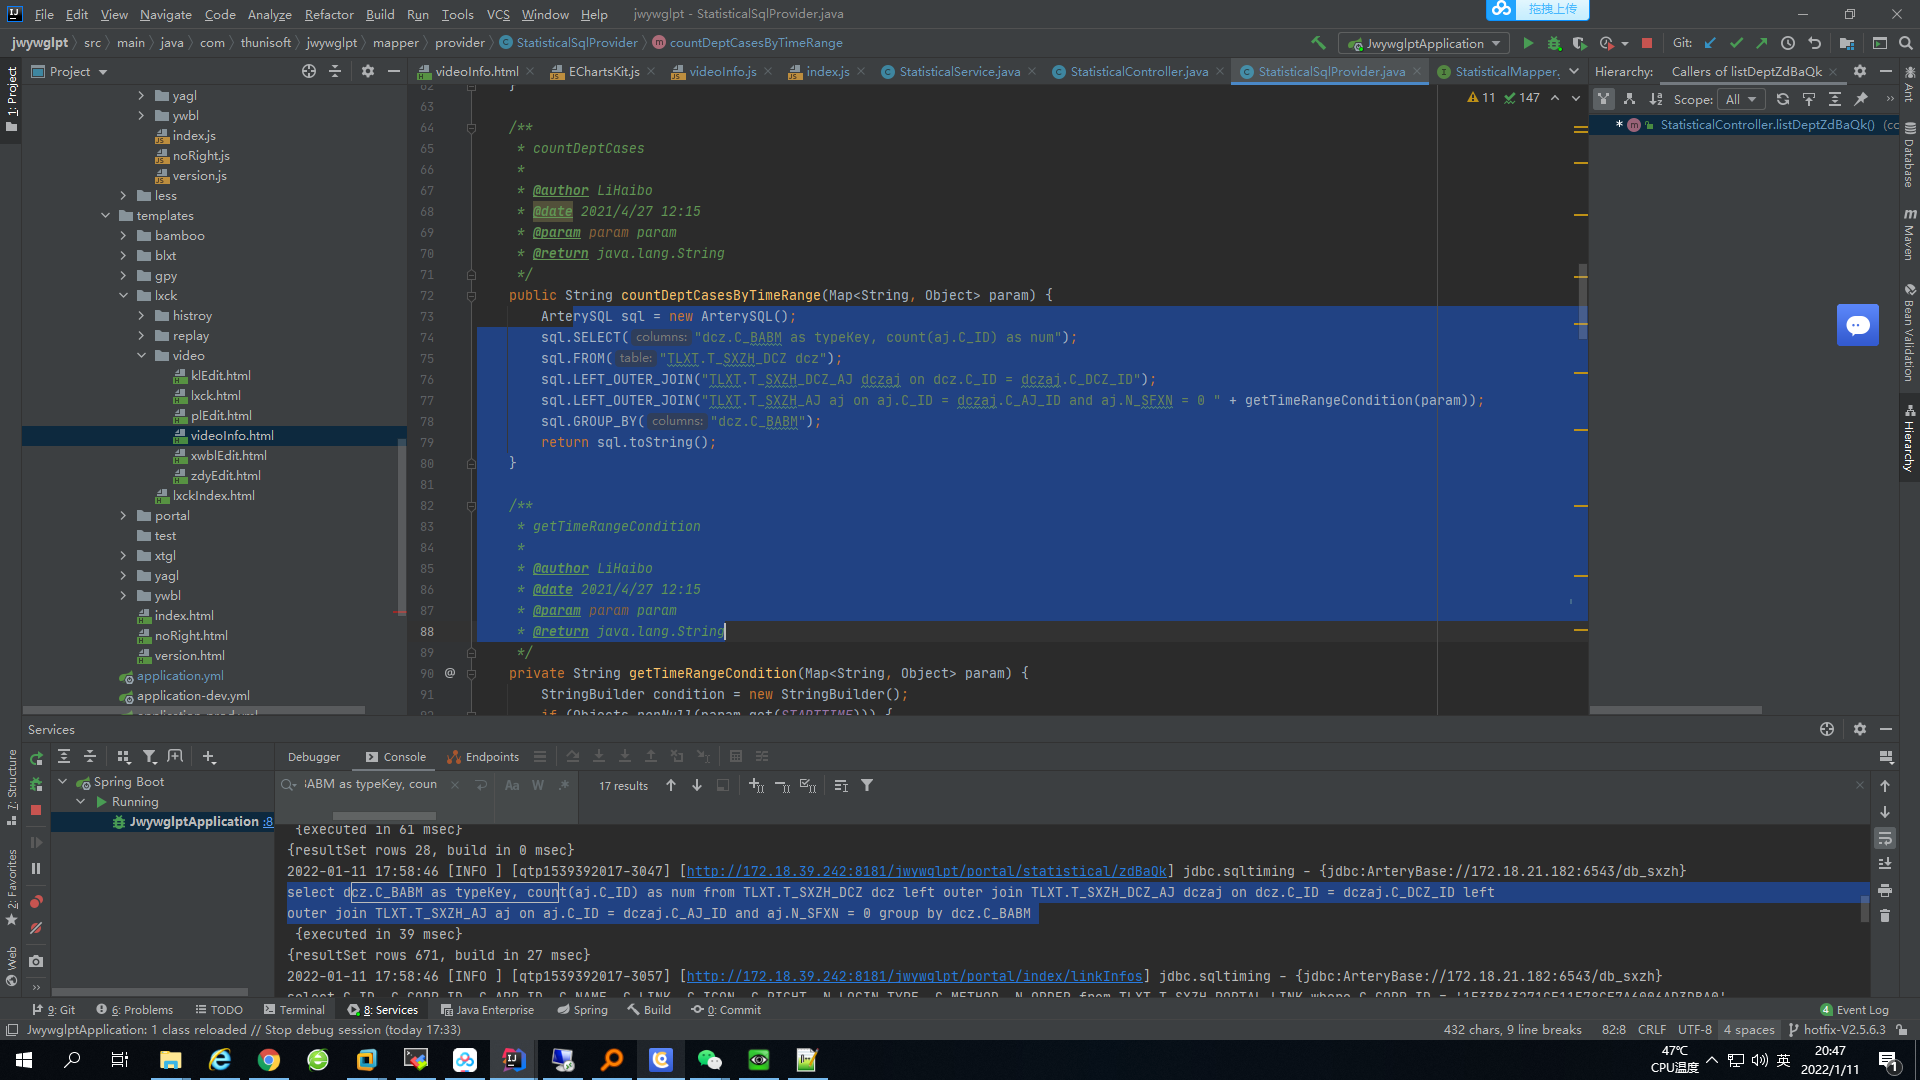 File Edit View Navigate Code Analyze Refactor Build Run Tools VCS Window Help jwywglpt - StatisticalSqlProvider.java
拖拽上传
jwywglpt src main java com thunisoft jwywglpt mapper provider StatisticalSqlProvider countDeptCasesByTimeRange
JwywglptApplication Git:
Project
videoInfo.html EChartsKit.js videoInfo.js index.js StatisticalService.java StatisticalController.java StatisticalSqlProvider.java StatisticalMapper.
Hierarchy: Callers of listDeptZdBaQk
Scope: All
* StatisticalController.listDeptZdBaQk() (cc
11 147
1: Project
yagl
ywbl
index.js
noRight.js
version.js
less
templates
bamboo
blxt
gpy
lxck
histroy
replay
video
klEdit.html
lxck.html
plEdit.html
videoInfo.html
xwblEdit.html
zdyEdit.html
lxckIndex.html
portal
test
xtgl
yagl
ywbl
index.html
noRight.html
version.html
application.yml
application-dev.yml
application-prod.yml
62 }
63
64 /**
65 * countDeptCases
66 *
67 * @author LiHaibo
68 * @date 2021/4/27 12:15
69 * @param param param
70 * @return java.lang.String
71 */
72 public String countDeptCasesByTimeRange(Map<String, Object> param) {
73 ArterySQL sql = new ArterySQL();
74 sql.SELECT( columns: "dcz.C_BABM as typeKey, count(aj.C_ID) as num");
75 sql.FROM( table: "TLXT.T_SXZH_DCZ dcz");
76 sql.LEFT_OUTER_JOIN("TLXT.T_SXZH_DCZ_AJ dczaj on dcz.C_ID = dczaj.C_DCZ_ID");
77 sql.LEFT_OUTER_JOIN("TLXT.T_SXZH_AJ aj on aj.C_ID = dczaj.C_AJ_ID and aj.N_SFXN = 0 " + getTimeRangeCondition(param));
78 sql.GROUP_BY( columns: "dcz.C_BABM");
79 return sql.toString();
80 }
81
82 /**
83 * getTimeRangeCondition
84 *
85 * @author LiHaibo
86 * @date 2021/4/27 12:15
87 * @param param param
88 * @return java.lang.String
89 */
90 @ private String getTimeRangeCondition(Map<String, Object> param) {
91 StringBuilder condition = new StringBuilder();
92 if (Objects.nonNull(param.get(STARTTIME))) {
Ant
Database
Maven
Bean Validation
Hierarchy
7: Structure
2: Favorites
Web
Services
Debugger Console Endpoints
Spring Boot
Running
JwywglptApplication :8
BABM as typeKey, coun Aa W .* 17 results
{executed in 61 msec}
{resultSet rows 28, build in 0 msec}
2022-01-11 17:58:46 [INFO ] [qtp1539392017-3047] [http://172.18.39.242:8181/jwywglpt/portal/statistical/zdBaQk] jdbc.sqltiming - {jdbc:ArteryBase://172.18.21.182:6543/db_sxzh}
select dcz.C_BABM as typeKey, count(aj.C_ID) as num from TLXT.T_SXZH_DCZ dcz left outer join TLXT.T_SXZH_DCZ_AJ dczaj on dcz.C_ID = dczaj.C_DCZ_ID left
outer join TLXT.T_SXZH_AJ aj on aj.C_ID = dczaj.C_AJ_ID and aj.N_SFXN = 0 group by dcz.C_BABM
{executed in 39 msec}
{resultSet rows 671, build in 27 msec}
2022-01-11 17:58:46 [INFO ] [qtp1539392017-3057] [http://172.18.39.242:8181/jwywglpt/portal/index/linkInfos] jdbc.sqltiming - {jdbc:ArteryBase://172.18.21.182:6543/db_sxzh}
9: Git 6: Problems TODO Terminal 8: Services Java Enterprise Spring Build 0: Commit 4 Event Log
JwywglptApplication: 1 class reloaded // Stop debug session (today 17:33) 432 chars, 9 line breaks 82:8 CRLF UTF-8 4 spaces hotfix-V2.5.6.3
47℃
CPU温度
英
20:47
2022/1/11
1